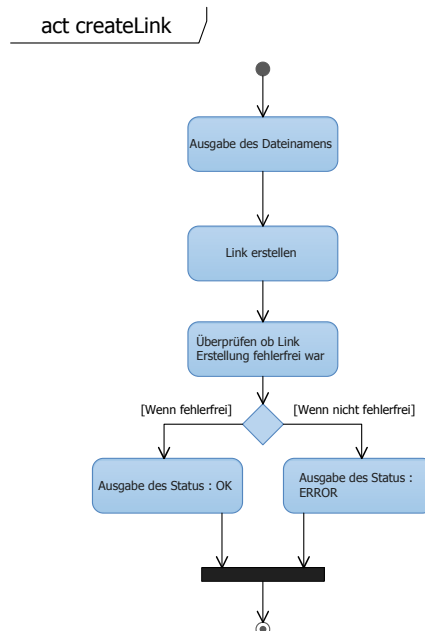 act createLink
Ausgabe des Dateinamens
Link erstellen
Überprüfen ob Link
Erstellung fehlerfrei war
[Wenn fehlerfrei]
[Wenn nicht fehlerfrei]
Ausgabe des Status : OK
Ausgabe des Status :
ERROR